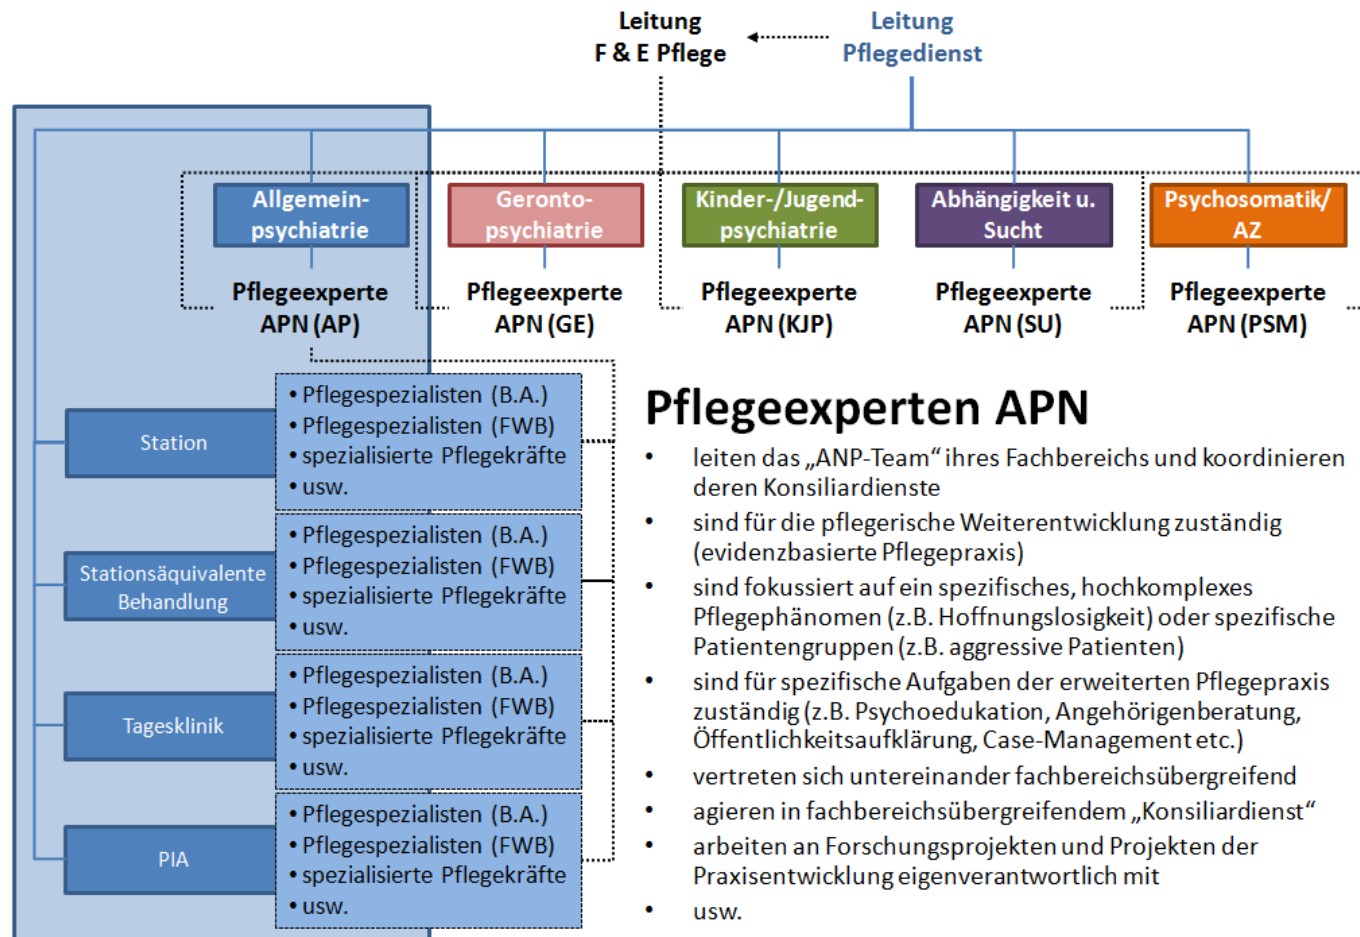 Leitung
F & E Pflege
Leitung
Pflegedienst
Allgemein-
psychiatrie
Geronto-
psychiatrie
Kinder-/Jugend-
psychiatrie
Abhängigkeit u.
Sucht
Psychosomatik/
AZ
Pflegeexperte
APN (AP)
Pflegeexperte
APN (GE)
Pflegeexperte
APN (KJP)
Pflegeexperte
APN (SU)
Pflegeexperte
APN (PSM)
Station
• Pflegespezialisten (B.A.)
• Pflegespezialisten (FWB)
• spezialisierte Pflegekräfte
• usw.
Stationsäquivalente
Behandlung
• Pflegespezialisten (B.A.)
• Pflegespezialisten (FWB)
• spezialisierte Pflegekräfte
• usw.
Tagesklinik
• Pflegespezialisten (B.A.)
• Pflegespezialisten (FWB)
• spezialisierte Pflegekräfte
• usw.
PIA
• Pflegespezialisten (B.A.)
• Pflegespezialisten (FWB)
• spezialisierte Pflegekräfte
• usw.
Pflegeexperten APN
• leiten das „ANP-Team“ ihres Fachbereichs und koordinieren
deren Konsiliardienste
• sind für die pflegerische Weiterentwicklung zuständig
(evidenzbasierte Pflegepraxis)
• sind fokussiert auf ein spezifisches, hochkomplexes
Pflegephänomen (z.B. Hoffnungslosigkeit) oder spezifische
Patientengruppen (z.B. aggressive Patienten)
• sind für spezifische Aufgaben der erweiterten Pflegepraxis
zuständig (z.B. Psychoedukation, Angehörigenberatung,
Öffentlichkeitsaufklärung, Case-Management etc.)
• vertreten sich untereinander fachbereichsübergreifend
• agieren in fachbereichsübergreifendem „Konsiliardienst“
• arbeiten an Forschungsprojekten und Projekten der
Praxisentwicklung eigenverantwortlich mit
• usw.